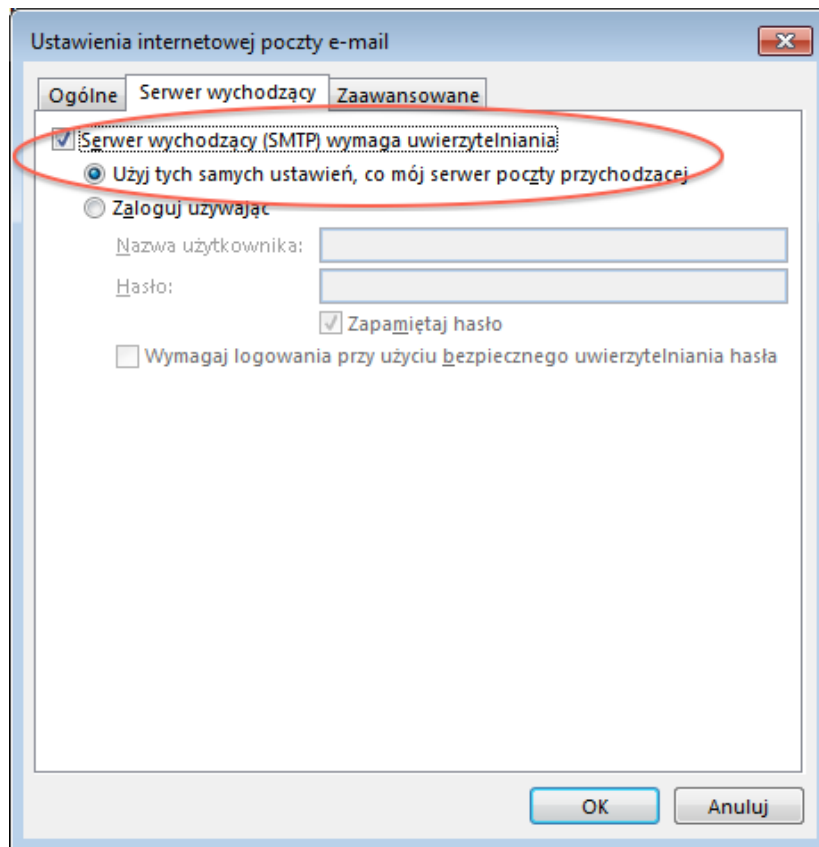 Ustawienia internetowej poczty e-mail
Ogólne Serwer wychodzący Zaawansowane
Serwer wychodzący (SMTP) wymaga uwierzytelniania
Użyj tych samych ustawień, co mój serwer poczty przychodzącej
Zaloguj używając
Nazwa użytkownika:
Hasło:
Zapamiętaj hasło
Wymagaj logowania przy użyciu bezpiecznego uwierzytelniania hasła
OK Anuluj